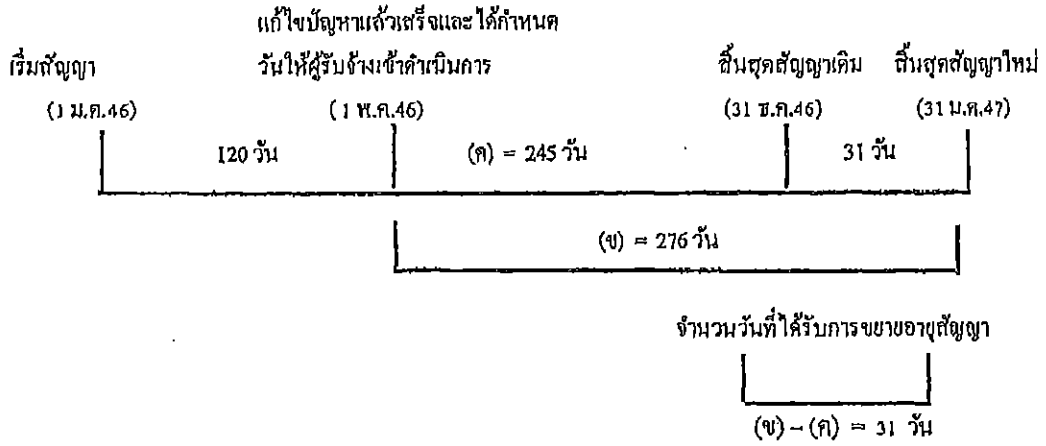 แก้ไขปัญหาแล้วเสร็จและได้กำหนด
เริ่มสัญญา วันให้ผู้รับจ้างเข้าดำเนินการ สิ้นสุดสัญญาเดิม สิ้นสุดสัญญาใหม่
(1 ม.ค.46) (1 พ.ค.46) (31 ธ.ค.46) (31 ม.ค.47)
120 วัน (ค) = 245 วัน 31 วัน
(ข) = 276 วัน
จำนวนวันที่ได้รับการขยายอายุสัญญา
(ข) – (ค) = 31 วัน